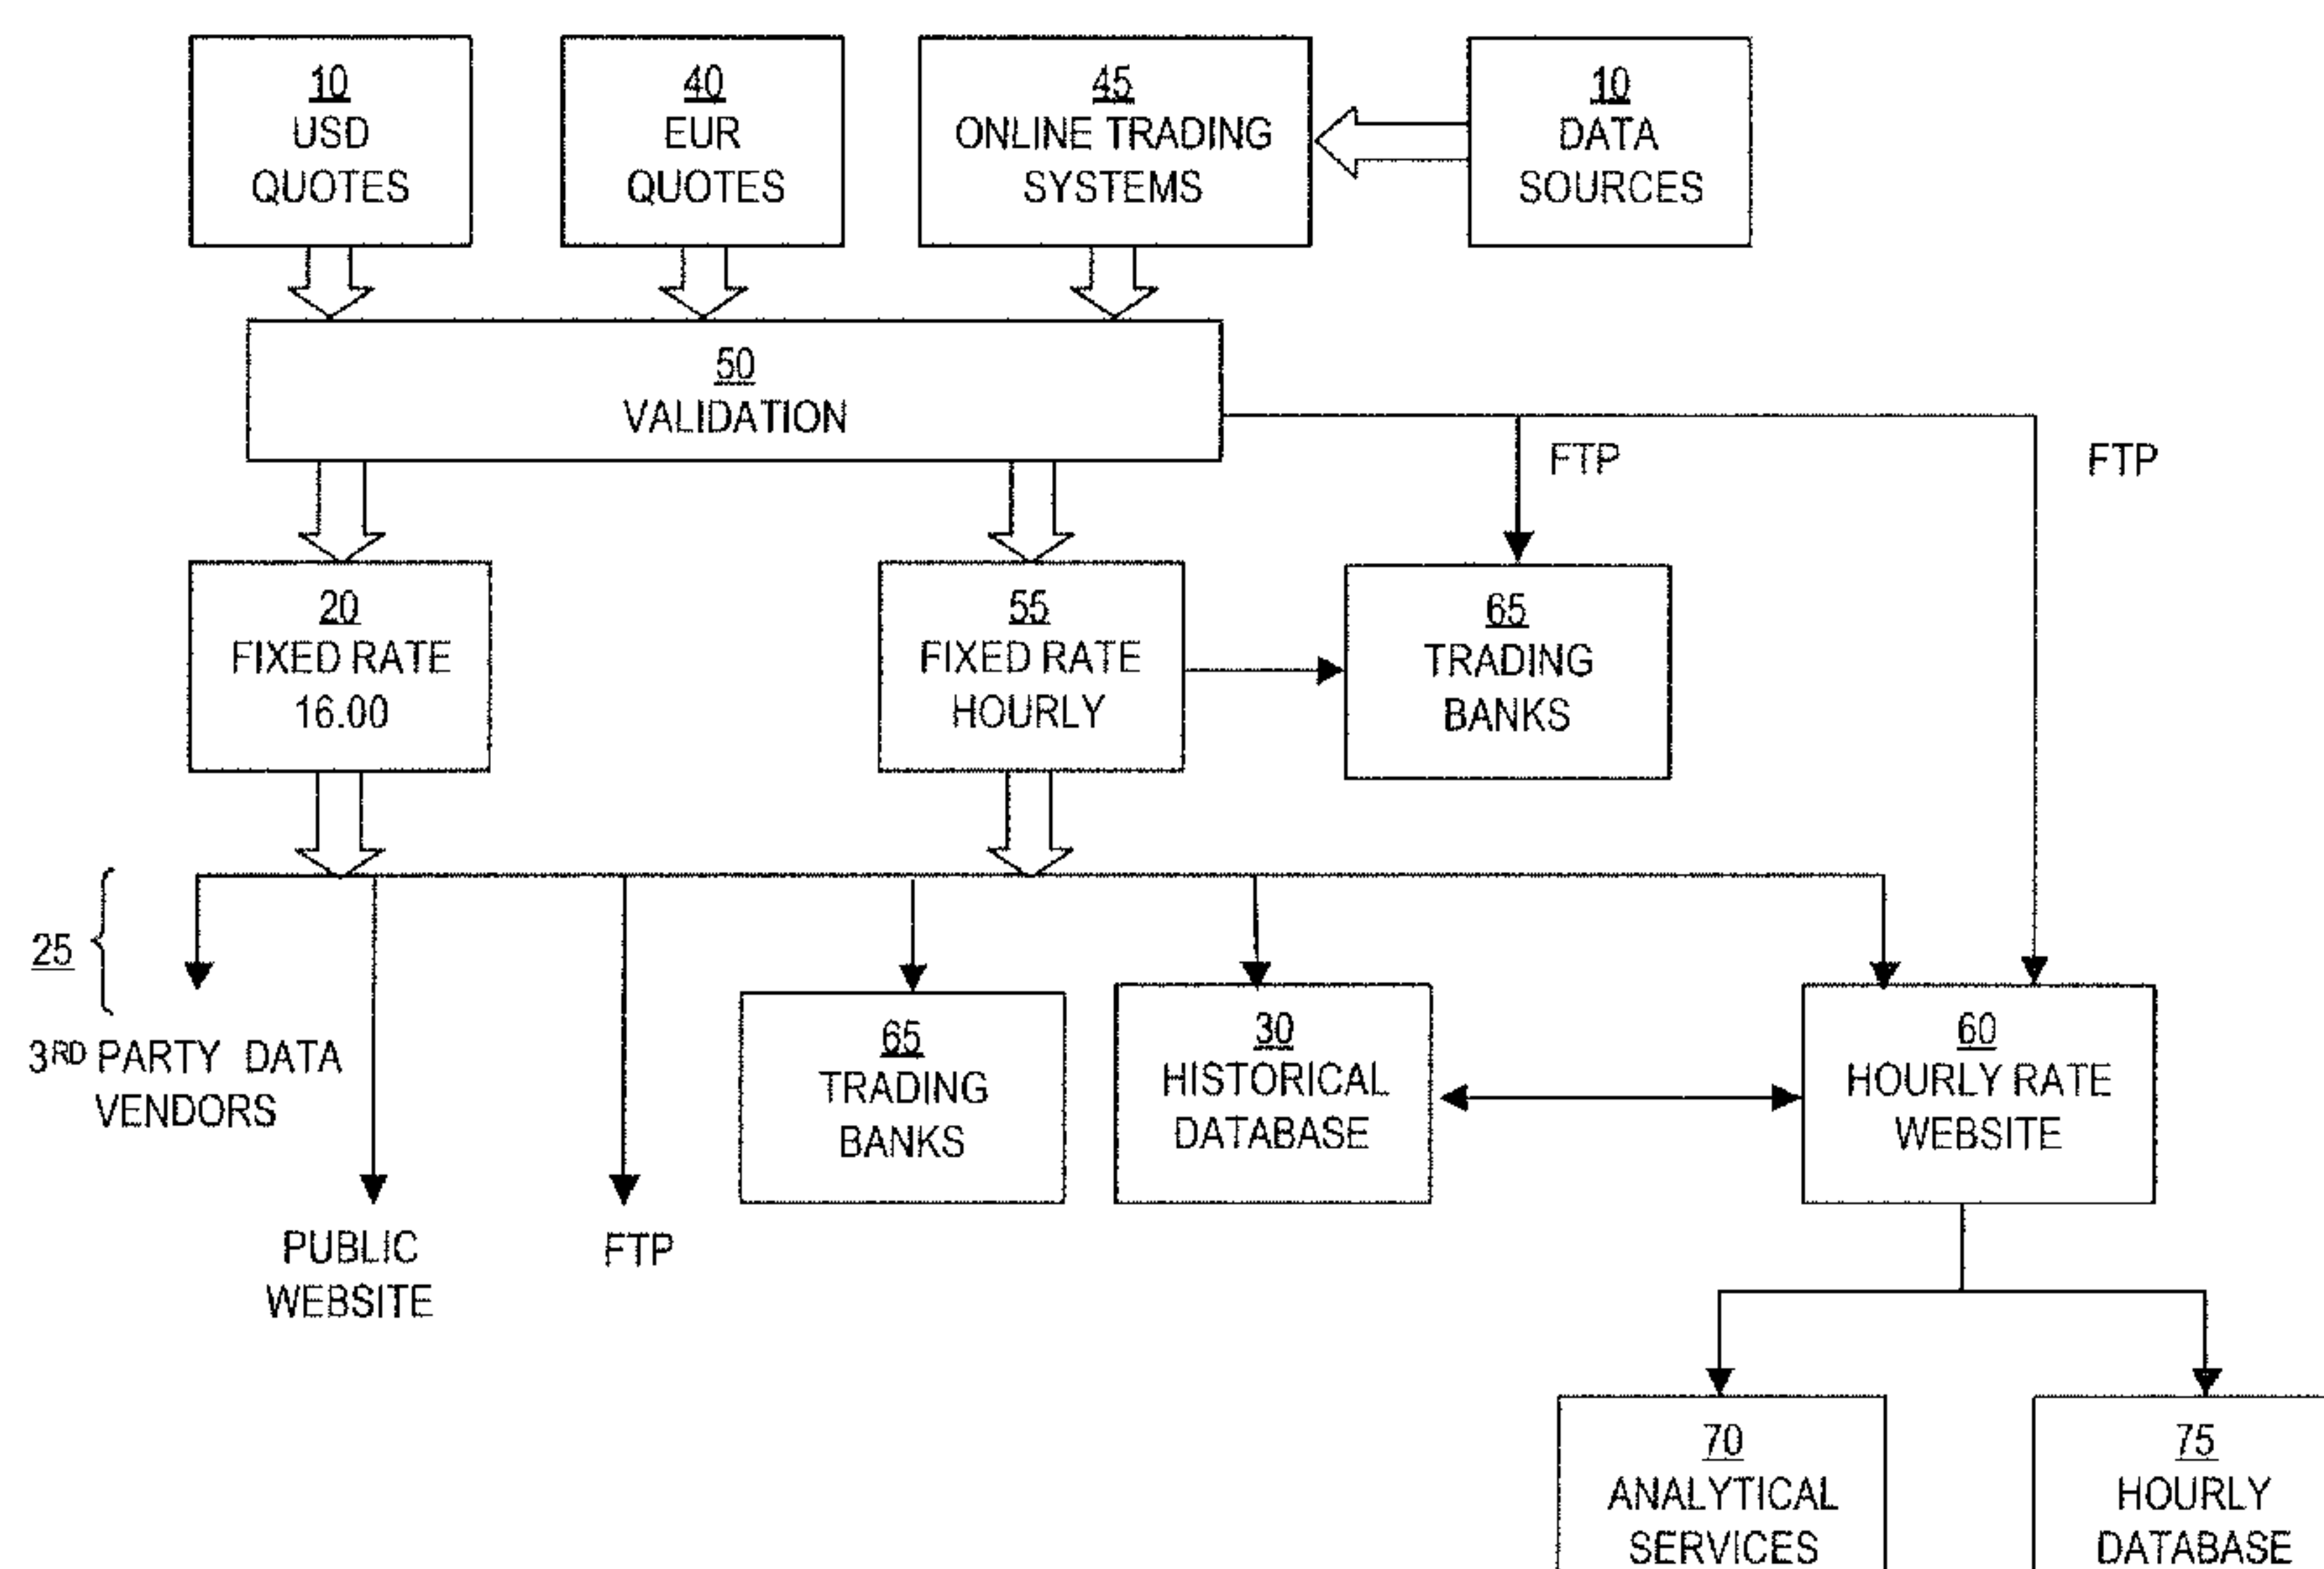 10
USD
QUOTES
40
EUR
QUOTES
45
ONLINE TRADING
SYSTEMS
10
DATA
SOURCES
50
VALIDATION
FTP
FTP
20
FIXED RATE
16.00
55
FIXED RATE
HOURLY
65
TRADING
BANKS
25
3RD PARTY DATA
VENDORS
PUBLIC
WEBSITE
FTP
65
TRADING
BANKS
30
HISTORICAL
DATABASE
60
HOURLY RATE
WEBSITE
70
ANALYTICAL
SERVICES
75
HOURLY
DATABASE